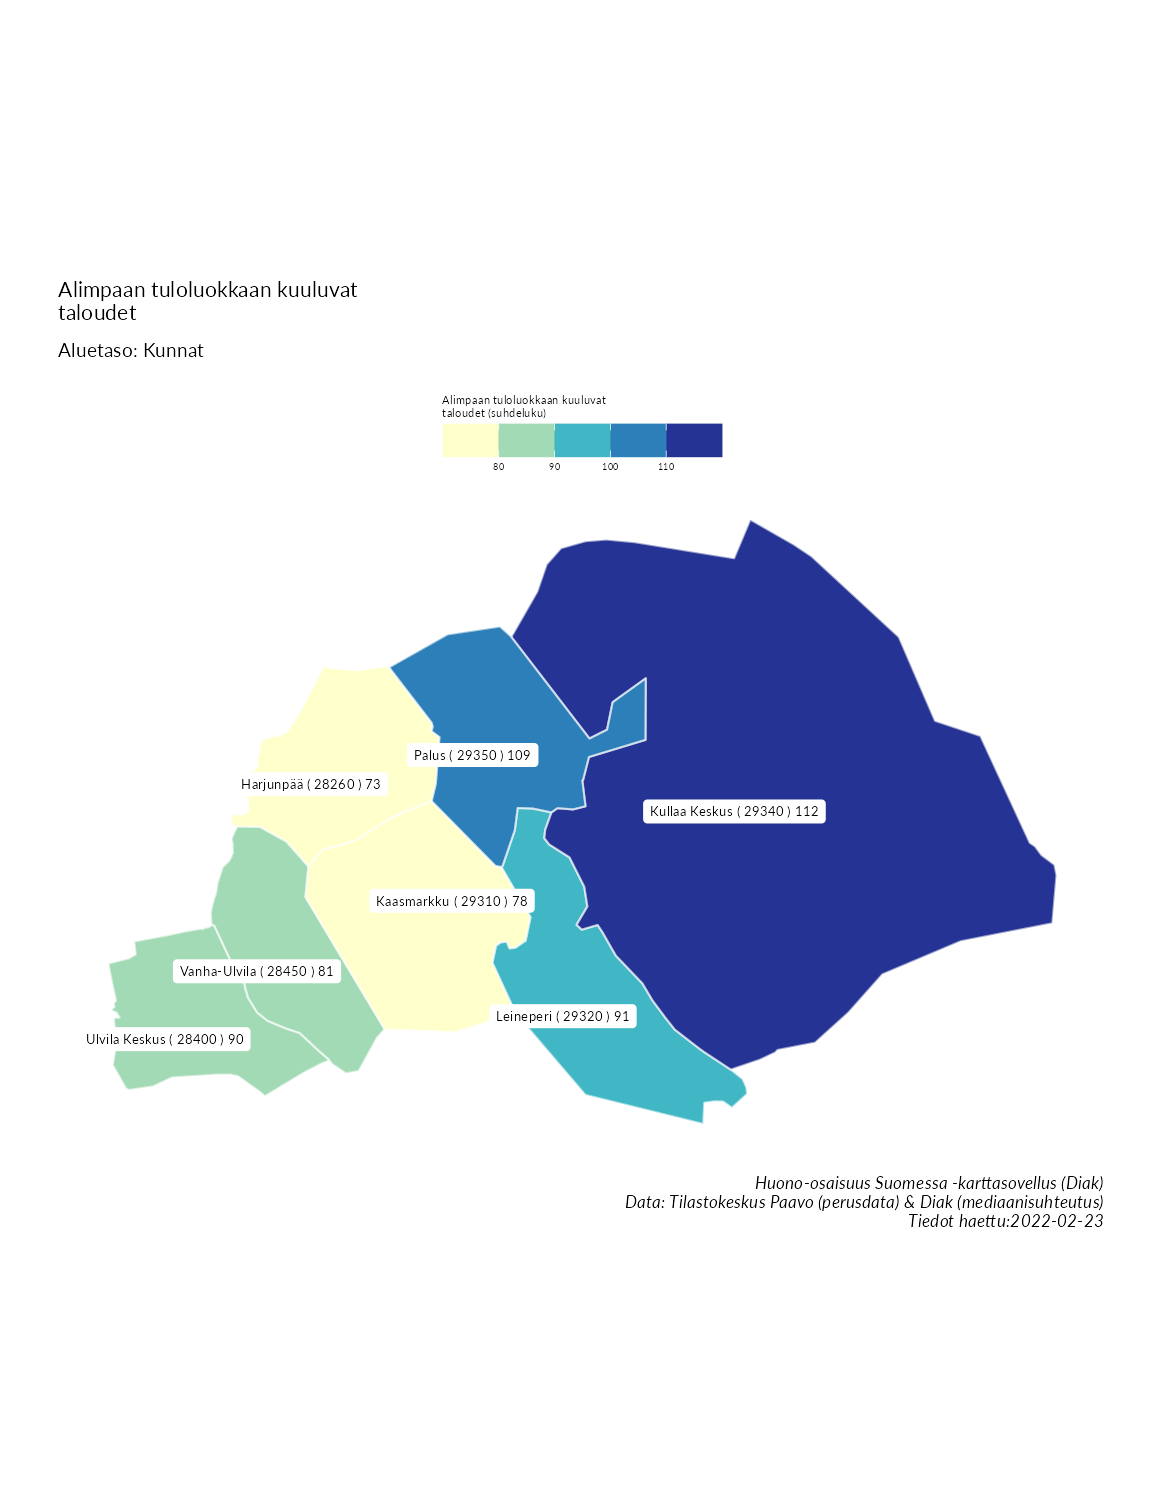 Alimpaan tuloluokkaan kuuluvat
taloudet
Aluetaso: Kunnat
Alimpaan tuloluokkaan kuuluvat
taloudet (suhdeluku)
80 90 100 110
Palus ( 29350 ) 109
Harjunpää ( 28260 ) 73
Kullaa Keskus ( 29340 ) 112
Kaasmarkku ( 29310 ) 78
Vanha-Ulvila ( 28450 ) 81
Leineperi ( 29320 ) 91
Ulvila Keskus ( 28400 ) 90
Huono-osaisuus Suomessa -karttasovellus (Diak)
Data: Tilastokeskus Paavo (perusdata) & Diak (mediaanisuhteutus)
Tiedot haettu:2022-02-23